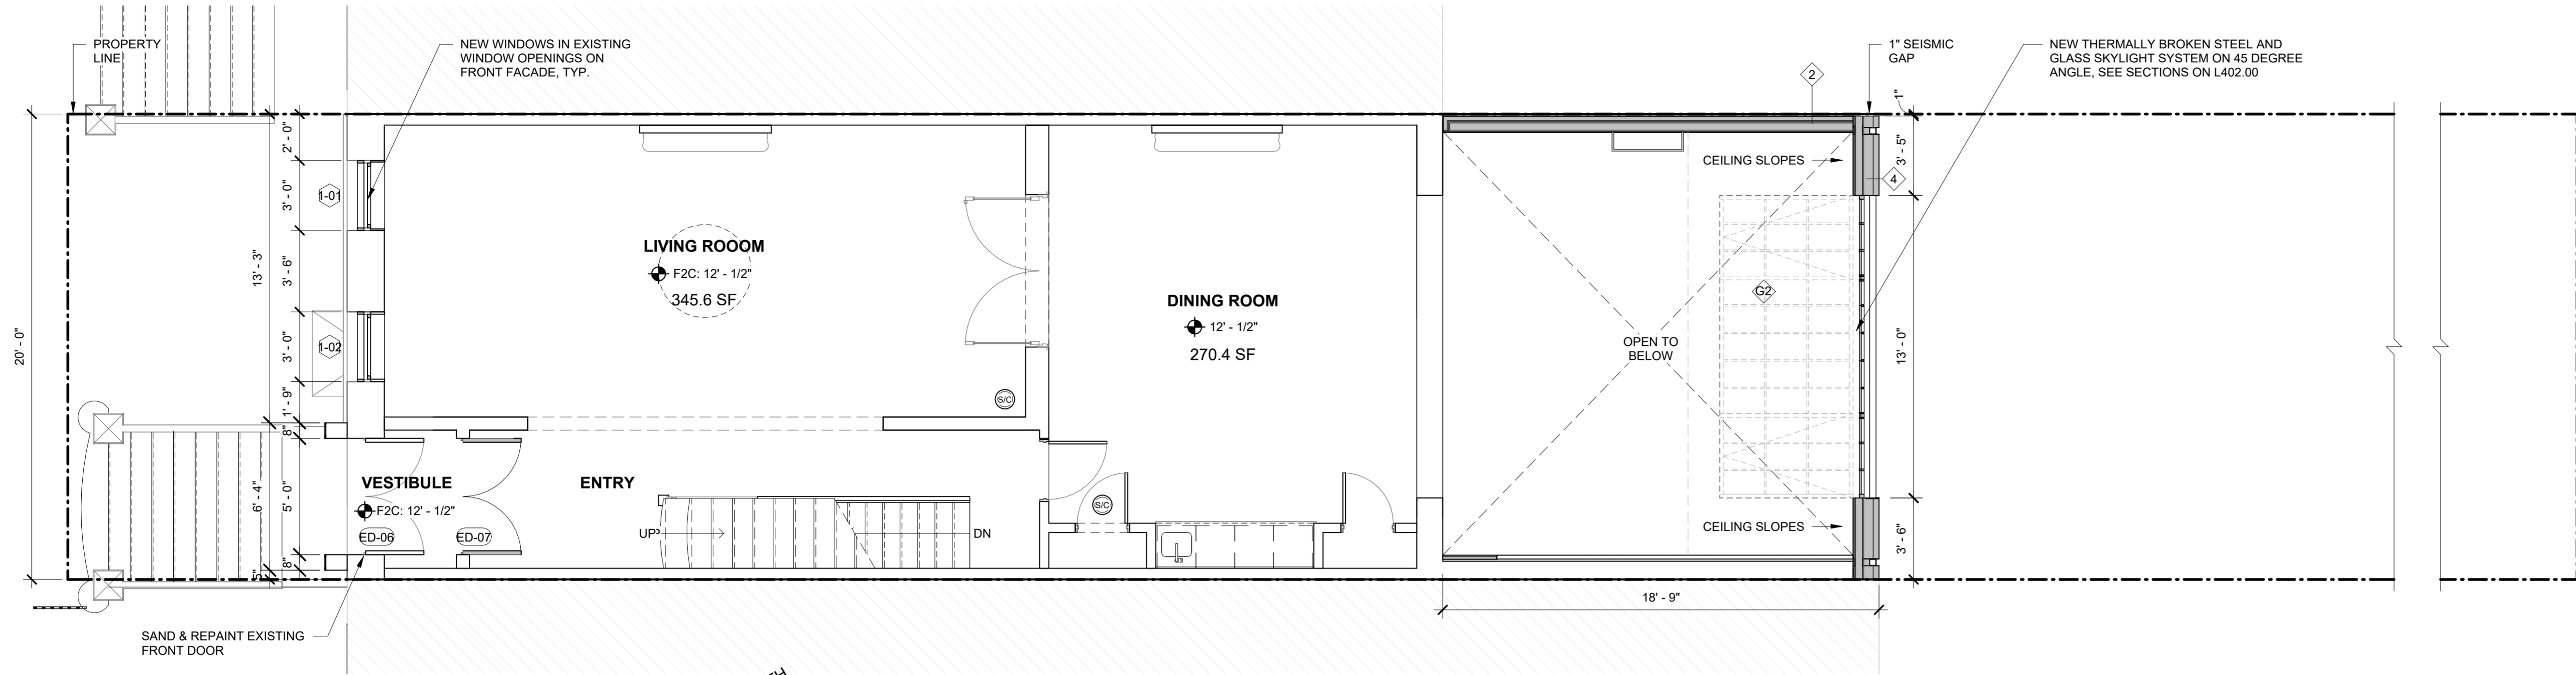 PROPERTY
LINE
NEW WINDOWS IN EXISTING
WINDOW OPENINGS ON
FRONT FACADE, TYP.
2
1" SEISMIC
GAP
NEW THERMALLY BROKEN STEEL AND
GLASS SKYLIGHT SYSTEM ON 45 DEGREE
ANGLE, SEE SECTIONS ON L402.00
1"
2' - 0"
3' - 5"
CEILING SLOPES
4
3' - 0"
1-01
LIVING ROOOM
F2C: 12' - 1/2"
345.6 SF
13' - 3"
3' - 6"
G2
DINING ROOM
12' - 1/2"
270.4 SF
20' - 0"
3' - 0"
1-02
OPEN TO
BELOW
13' - 0"
1' - 9"
S/C
8"
VESTIBULE
F2C: 12' - 1/2"
ENTRY
6' - 4"
5' - 0"
S/C
ED-06
ED-07
UP
DN
CEILING SLOPES
3' - 6"
8"
5"
18' - 9"
SAND & REPAINT EXISTING
FRONT DOOR